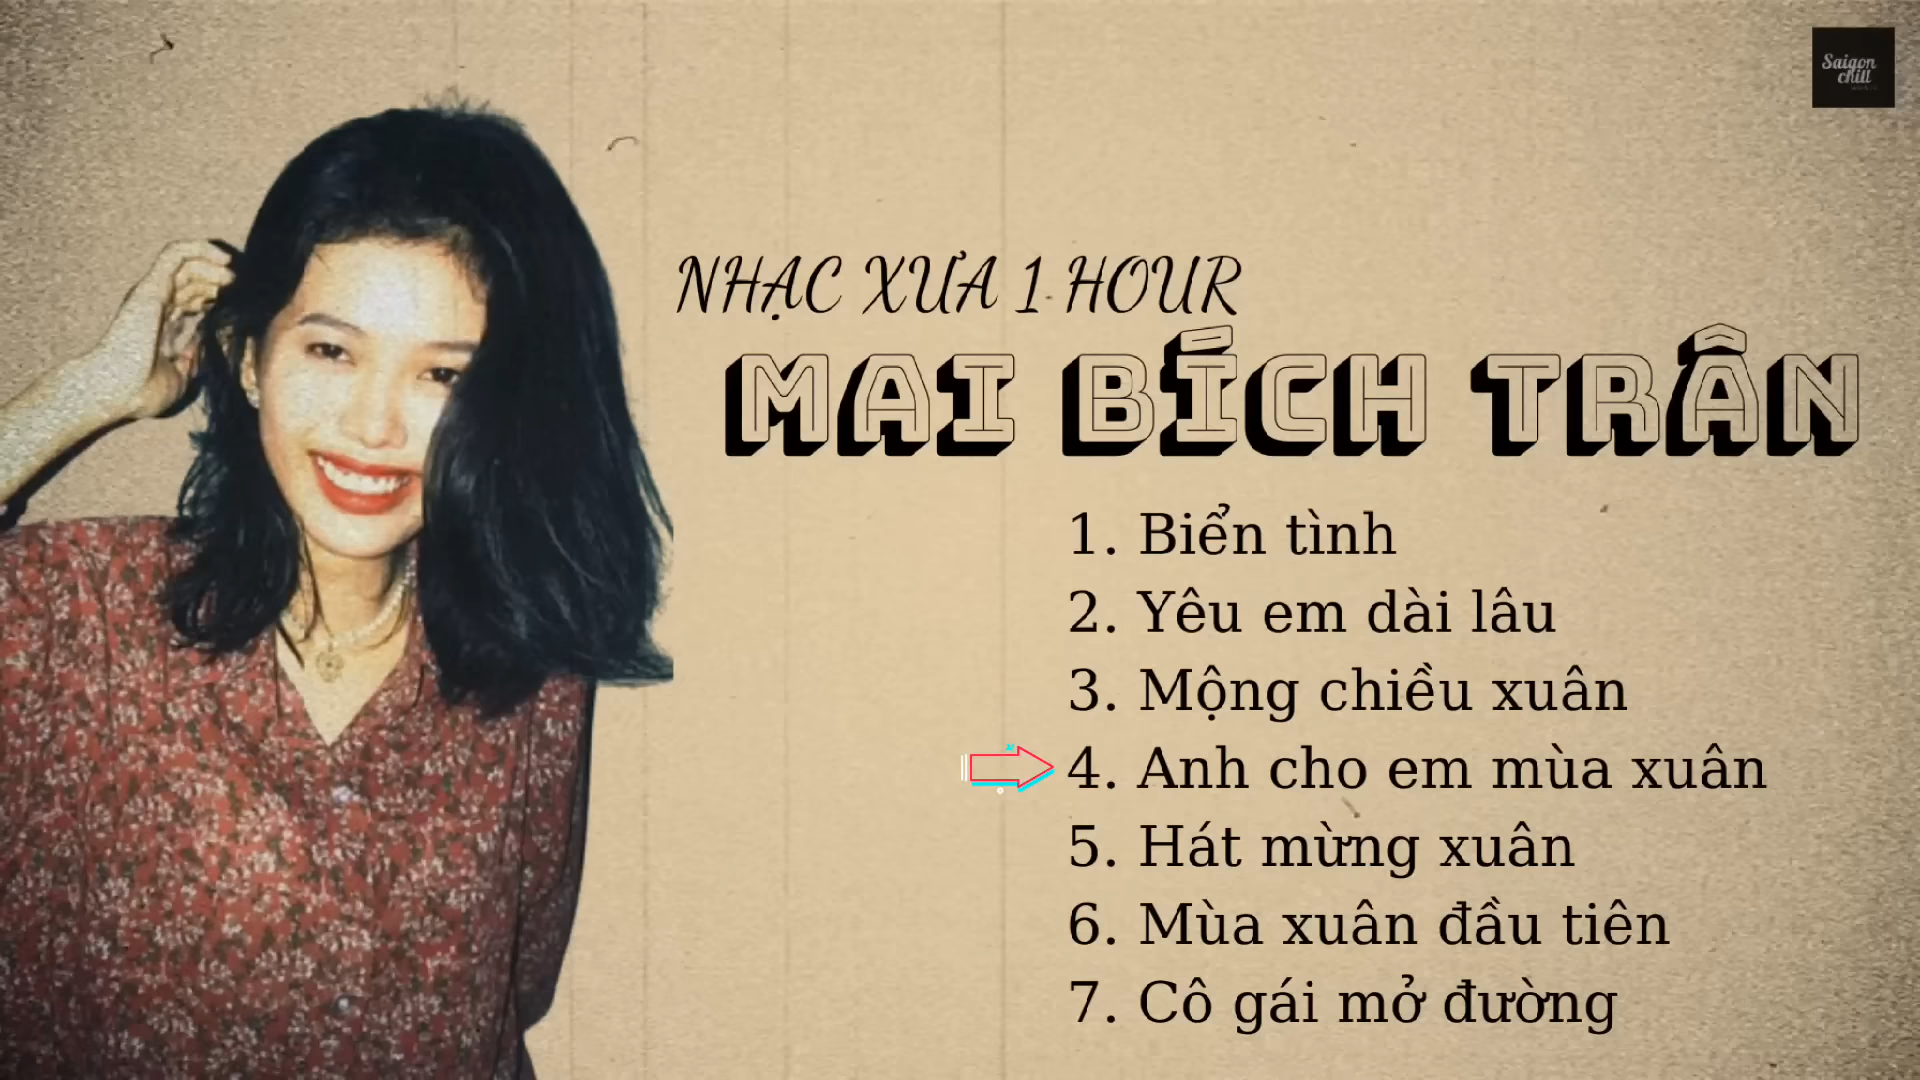 Saigon
chill
NHẠC XƯA 1 HOUR
MAI BÍCH TRÂN
1. Biển tình
2. Yêu em dài lâu
3. Mộng chiều xuân
4. Anh cho em mùa xuân
5. Hát mừng xuân
6. Mùa xuân đầu tiên
7. Cô gái mở đường